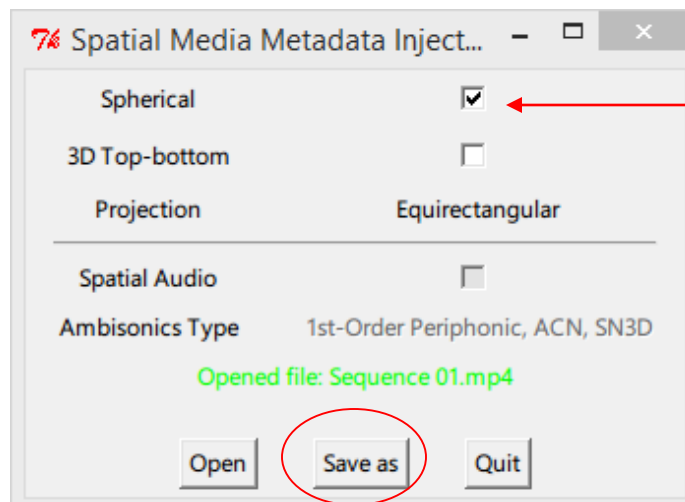 Spatial Media Metadata Inject...
Spherical
3D Top-bottom
Projection Equirectangular
Spatial Audio
Ambisonics Type 1st-Order Periphonic, ACN, SN3D
Opened file: Sequence 01.mp4
Open Save as Quit